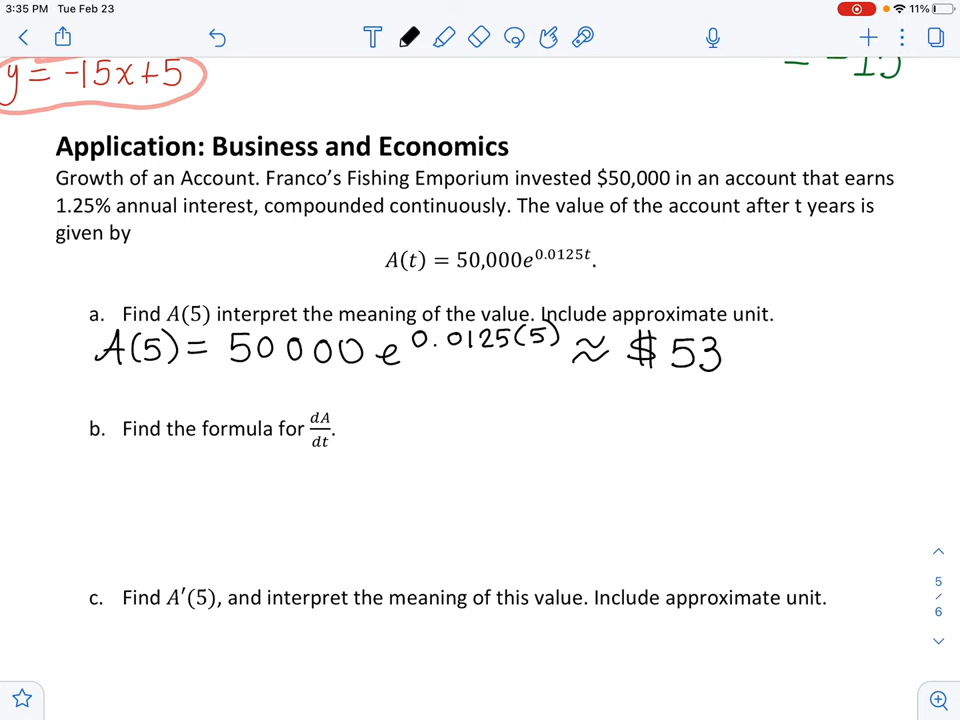 3:35 PM Tue Feb 23 11%
T
y = -15x+5
= -15
Application: Business and Economics
Growth of an Account. Franco's Fishing Emporium invested $50,000 in an account that earns
1.25% annual interest, compounded continuously. The value of the account after t years is
given by
A(t) = 50,000e^{0.0125t}.
a. Find A(5) interpret the meaning of the value. Include approximate unit.
A(5) = 50000 e^{0.0125(5)} ≈ $ 53
b. Find the formula for dA/dt.
c. Find A′(5), and interpret the meaning of this value. Include approximate unit.
5
/
6